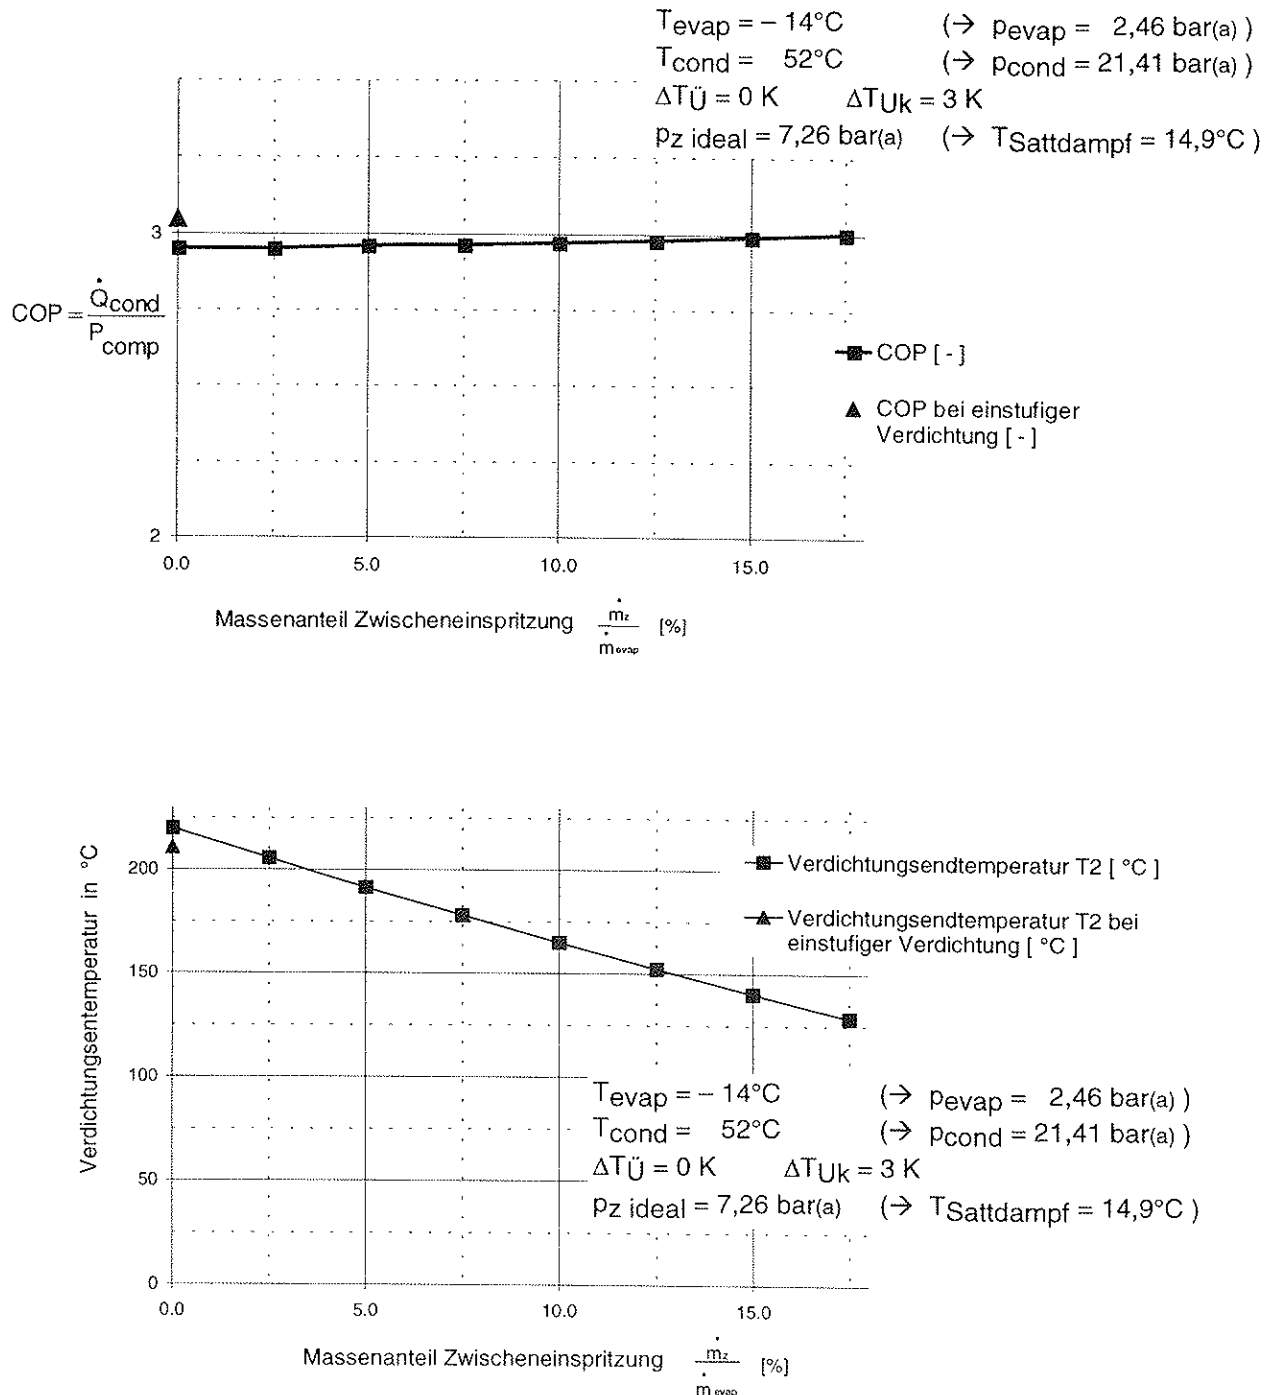 Tevap = – 14°C (→ pevap = 2,46 bar(a) )
Tcond = 52°C (→ pcond = 21,41 bar(a) )
ΔTÜ = 0 K ΔTUk = 3 K
pz ideal = 7,26 bar(a) (→ TSattdampf = 14,9°C )
3
COP = Q̇cond
Pcomp
COP [ - ]
COP bei einstufiger
Verdichtung [ - ]
2
0.0 5.0 10.0 15.0
Massenanteil Zwischeneinspritzung ṁz [%]
ṁevap
Verdichtungsentemperatur in °C
200
150
100
50
0
Verdichtungsendtemperatur T2 [ °C ]
Verdichtungsendtemperatur T2 bei
einstufiger Verdichtung [ °C ]
Tevap = – 14°C (→ pevap = 2,46 bar(a) )
Tcond = 52°C (→ pcond = 21,41 bar(a) )
ΔTÜ = 0 K ΔTUk = 3 K
pz ideal = 7,26 bar(a) (→ TSattdampf = 14,9°C )
0.0 5.0 10.0 15.0
Massenanteil Zwischeneinspritzung ṁz [%]
ṁevap